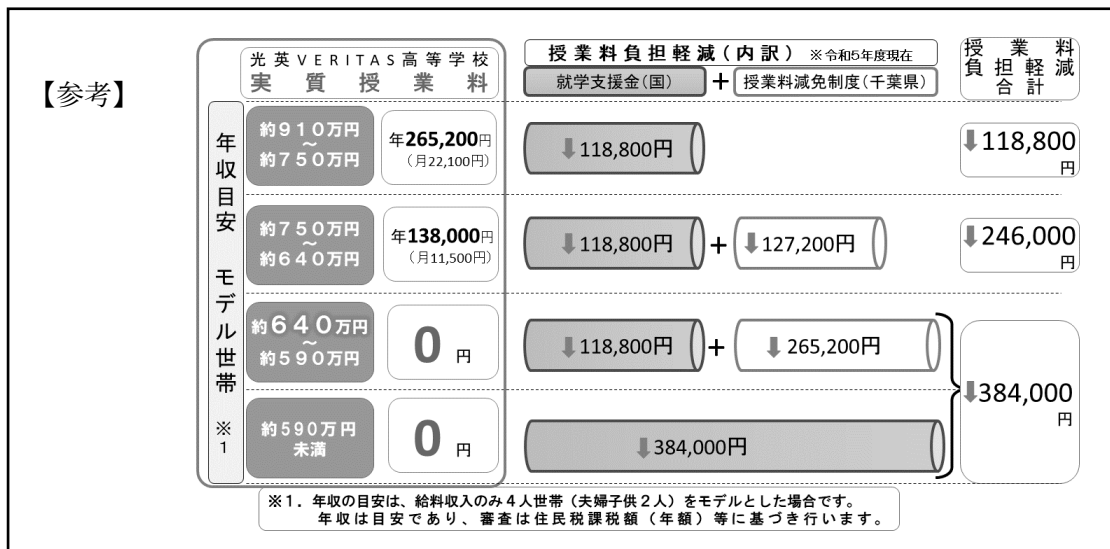 【参考】
光英VERITAS高等学校
実質授業料
授業料負担軽減(内訳) ※令和5年度現在
就学支援金(国) + 授業料減免制度(千葉県)
授業料
負担軽減
合計
年収目安 モデル世帯 ※1
約910万円
～
約750万円
年265,200円
（月22,100円）
⬇118,800円
⬇118,800
円
約750万円
～
約640万円
年138,000円
（月11,500円）
⬇118,800円 + ⬇127,200円
⬇246,000
円
約640万円
～
約590万円
0 円
⬇118,800円 + ⬇265,200円
約590万円
未満
0 円
⬇384,000円
⬇384,000
円
※1. 年収の目安は、給料収入のみ4人世帯（夫婦子供2人）をモデルとした場合です。
年収は目安であり、審査は住民税課税額（年額）等に基づき行います。